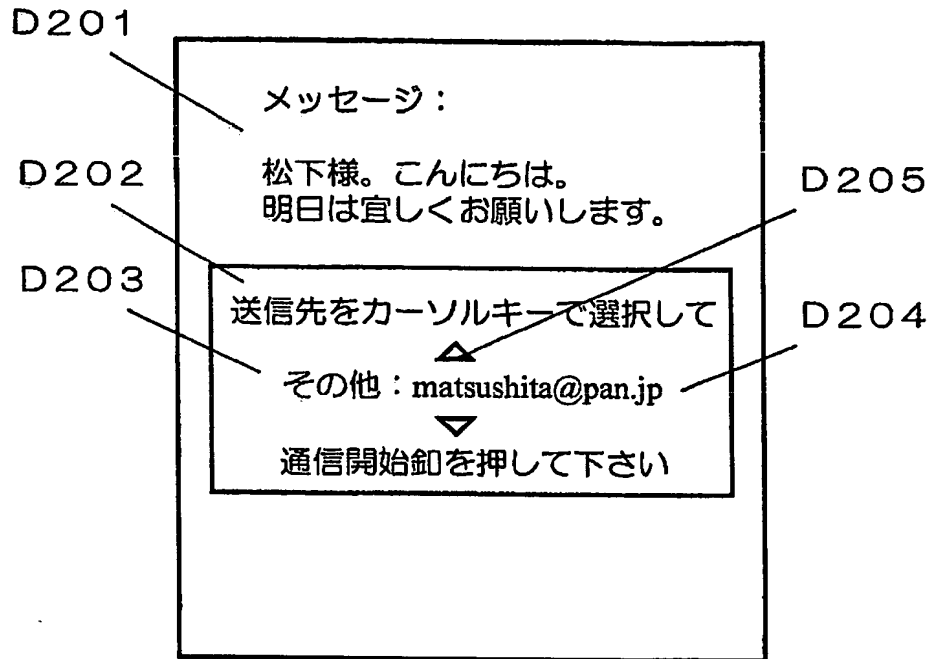 D201
メッセージ：
D202
松下様。こんにちは。
明日は宜しくお願いします。
D205
D203
送信先をカーソルキーで選択して
D204
その他：matsushita@pan.jp
通信開始釦を押して下さい